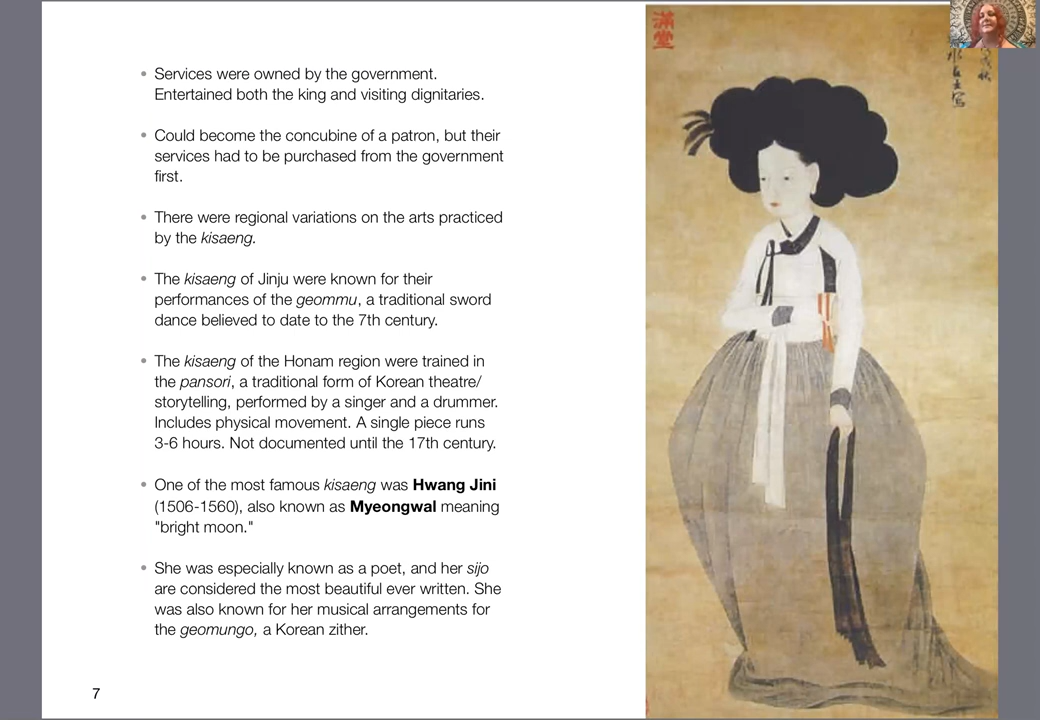 • Services were owned by the government.
Entertained both the king and visiting dignitaries.
• Could become the concubine of a patron, but their
services had to be purchased from the government
first.
• There were regional variations on the arts practiced
by the kisaeng.
• The kisaeng of Jinju were known for their
performances of the geommu, a traditional sword
dance believed to date to the 7th century.
• The kisaeng of the Honam region were trained in
the pansori, a traditional form of Korean theatre/
storytelling, performed by a singer and a drummer.
Includes physical movement. A single piece runs
3-6 hours. Not documented until the 17th century.
• One of the most famous kisaeng was Hwang Jini
(1506-1560), also known as Myeongwal meaning
"bright moon."
• She was especially known as a poet, and her sijo
are considered the most beautiful ever written. She
was also known for her musical arrangements for
the geomungo, a Korean zither.
7
滿
堂